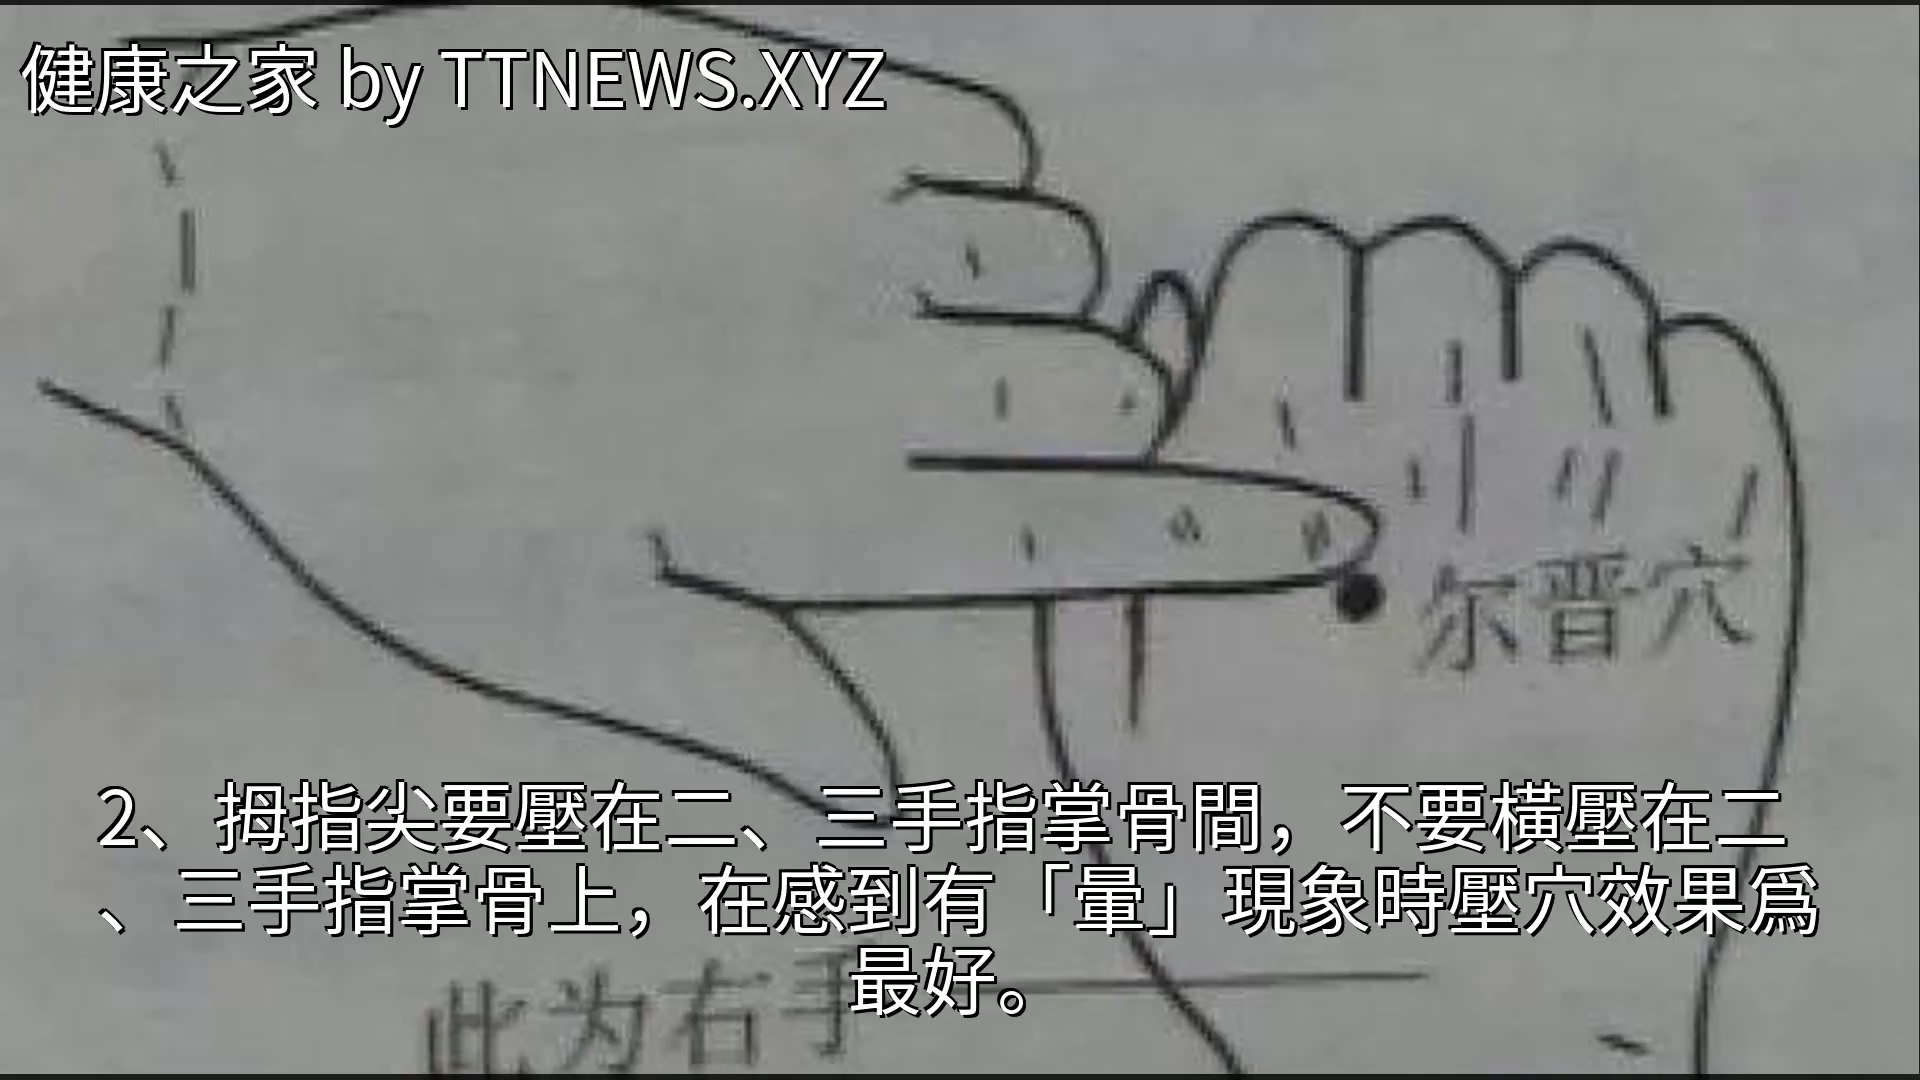 健康之家 by TTNEWS.XYZ
尔晋穴
2、拇指尖要壓在二、三手指掌骨間，不要橫壓在二
、三手指掌骨上，在感到有「暈」現象時壓穴效果爲
最好。
此为右手